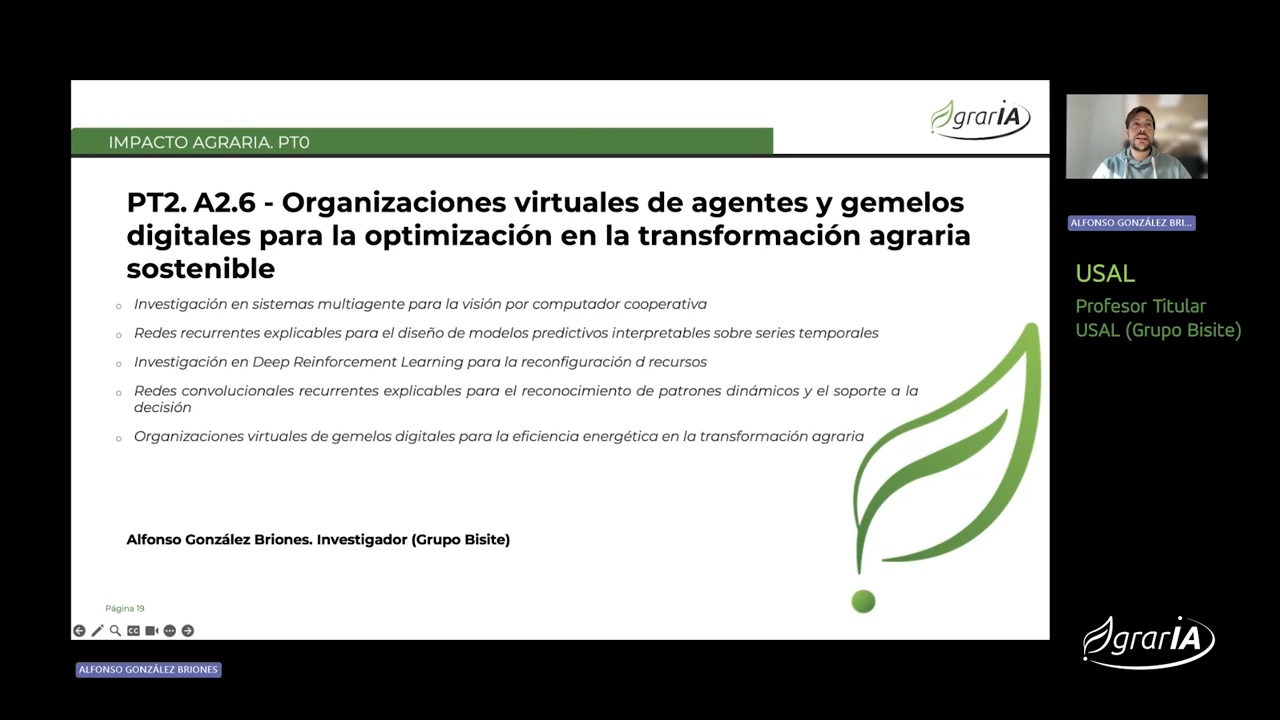 AgrarIA
IMPACTO AGRARIA. PT0
PT2. A2.6 - Organizaciones virtuales de agentes y gemelos
digitales para la optimización en la transformación agraria
sostenible
Investigación en sistemas multiagente para la visión por computador cooperativa
Redes recurrentes explicables para el diseño de modelos predictivos interpretables sobre series temporales
Investigación en Deep Reinforcement Learning para la reconfiguración d recursos
Redes convolucionales recurrentes explicables para el reconocimiento de patrones dinámicos y el soporte a la
decisión
Organizaciones virtuales de gemelos digitales para la eficiencia energética en la transformación agraria
Alfonso González Briones. Investigador (Grupo Bisite)
Página 19
CC
ALFONSO GONZÁLEZ BRIONES
ALFONSO GONZÁLEZ BRI...
USAL
Profesor Titular
USAL (Grupo Bisite)
AgrarIA